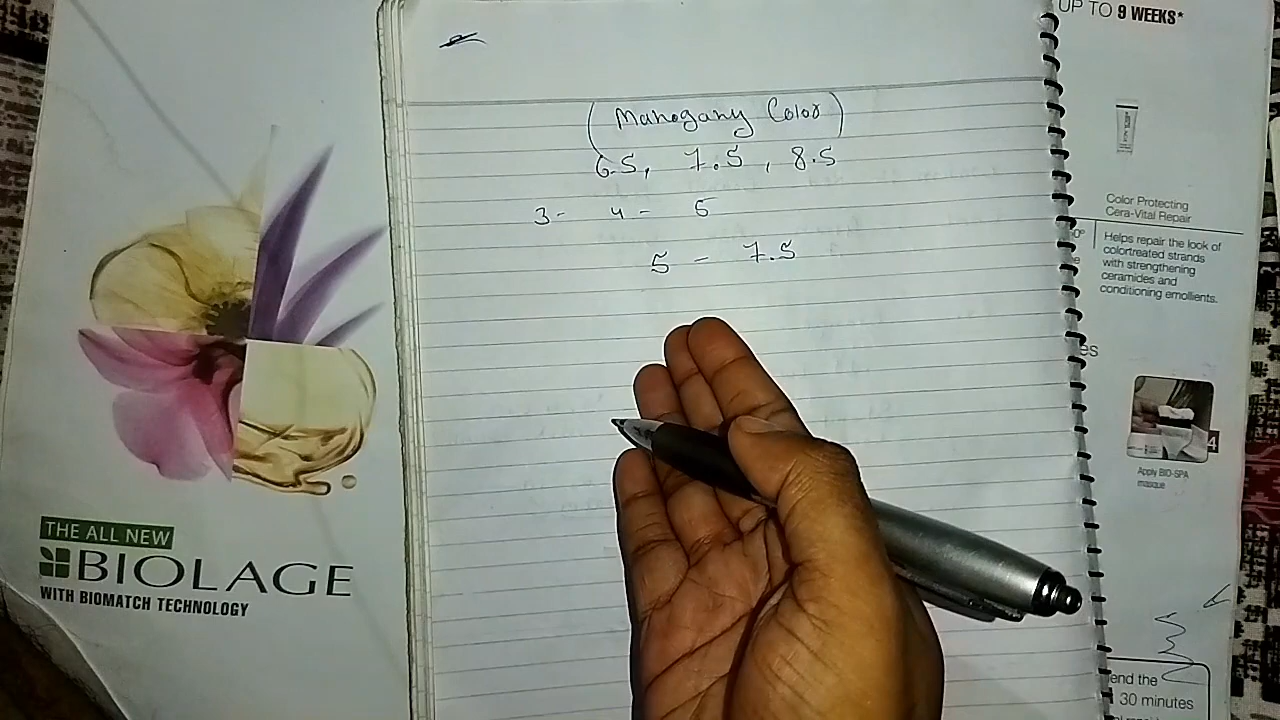 UP TO 9 WEEKS*
(Mahogany Color)
6.5, 7.5, 8.5
3- 4- 5
5 - 7.5
Color Protecting
Cera-Vital Repair
Helps repair the look of
colortreated strands
with strengthening
ceramides and
conditioning emollients.
es
4
Apply BIO-SPA
masque
THE ALL NEW
BIOLAGE
WITH BIOMATCH TECHNOLOGY
end the
30 minutes